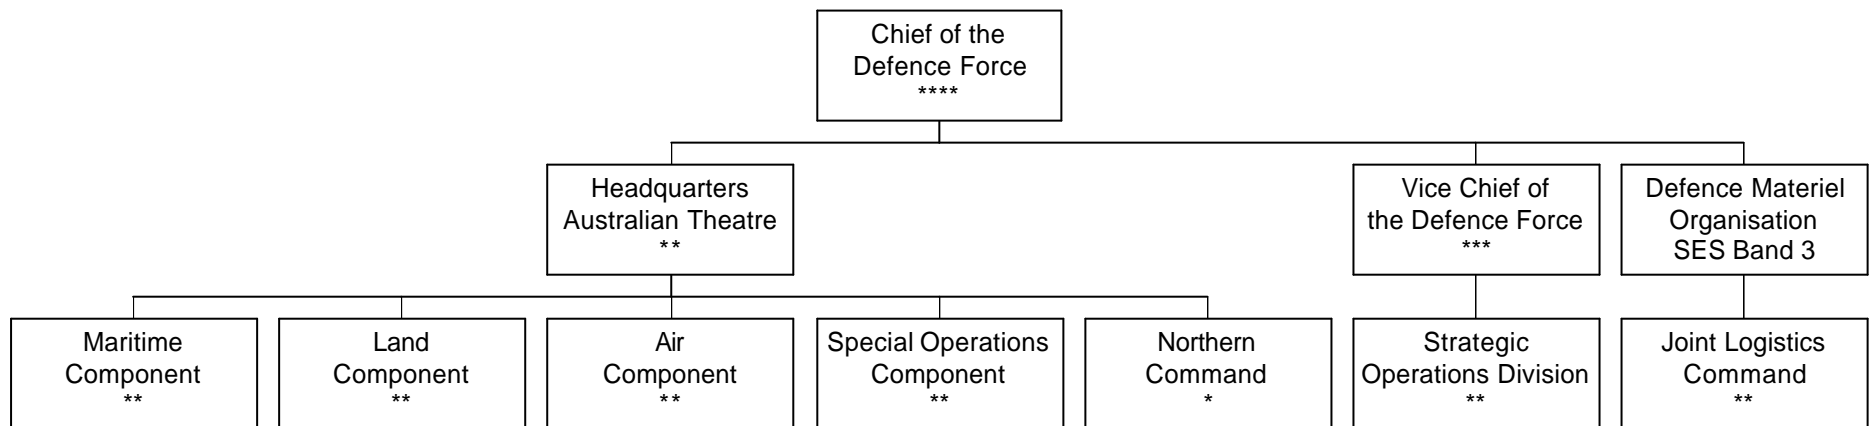 Chief of the
Defence Force
****
Headquarters
Australian Theatre
**
Vice Chief of
the Defence Force
***
Defence Materiel
Organisation
SES Band 3
Maritime
Component
**
Land
Component
**
Air
Component
**
Special Operations
Component
**
Northern
Command
*
Strategic
Operations Division
**
Joint Logistics
Command
**